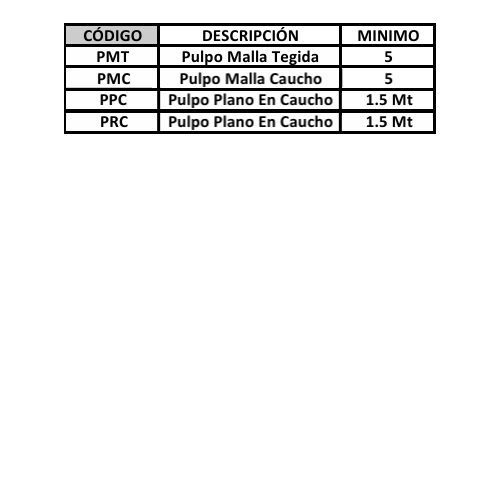 CÓDIGO DESCRIPCIÓN MINIMO
PMT Pulpo Malla Tegida 5
PMC Pulpo Malla Caucho 5
PPC Pulpo Plano En Caucho 1.5 Mt
PRC Pulpo Plano En Caucho 1.5 Mt